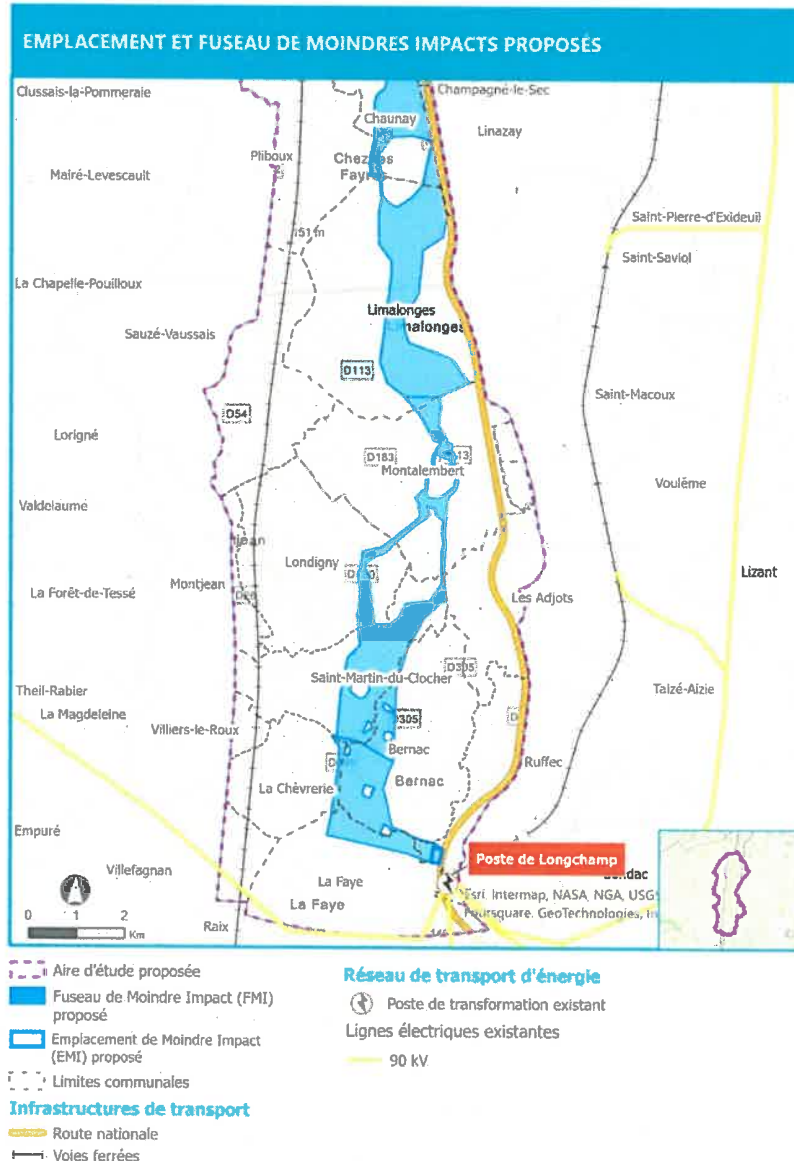 EMPLACEMENT ET FUSEAU DE MOINDRES IMPACTS PROPOSÉS
Clussais-la-Pommeraie
Champagné-le-Sec
Chaunay
Linazay
Pliboux
Mairé-Levescault
Saint-Pierre-d'Exideuil
Saint-Saviol
La Chapelle-Pouilloux
Limalonges
Sauzé-Vaussais
D113
Saint-Macoux
D54
Lorigné
D183
Montalembert
Voulême
Valdelaume
Londigny
Lizant
La Forêt-de-Tessé
Montjean
Les Adjots
Saint-Martin-du-Clocher
D305
Theil-Rabier
Taizé-Aizie
La Magdeleine
Villiers-le-Roux
D305
Bernac
Ruffec
La Chèvrerie
Bernac
Empuré
Poste de Longchamp
Villefagnan
La Faye
La Faye
Esri, Intermap, NASA, NGA, USGS
Foursquare, GeoTechnologies, In
Raix
0 1 2
Km
Aire d'étude proposée
Fuseau de Moindre Impact (FMI)
proposé
Emplacement de Moindre Impact
(EMI) proposé
Limites communales
Infrastructures de transport
Route nationale
Voies ferrées
Réseau de transport d'énergie
Poste de transformation existant
Lignes électriques existantes
90 kV